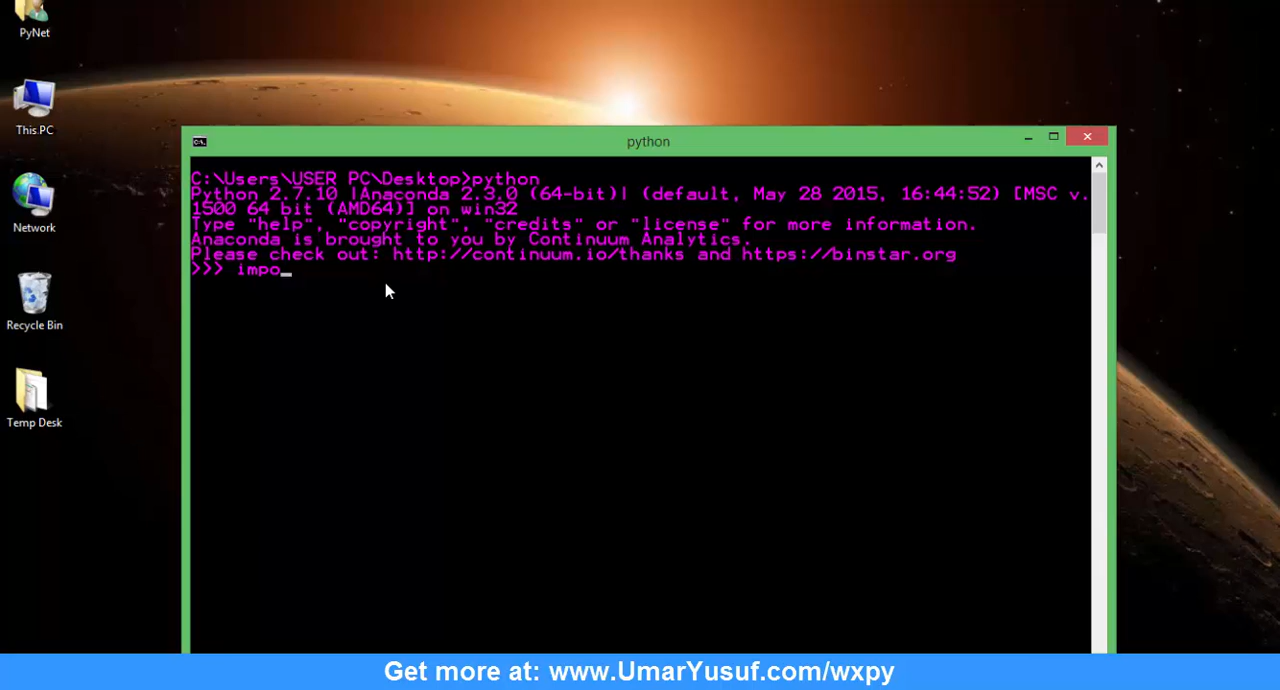 PyNet
This PC
Network
Recycle Bin
Temp Desk
python
C:\Users\USER PC\Desktop>python
Python 2.7.10 |Anaconda 2.3.0 (64-bit)| (default, May 28 2015, 16:44:52) [MSC v.
1500 64 bit (AMD64)] on win32
Type "help", "copyright", "credits" or "license" for more information.
Anaconda is brought to you by Continuum Analytics.
Please check out: http://continuum.io/thanks and https://binstar.org
>>> impo_
Get more at: www.UmarYusuf.com/wxpy